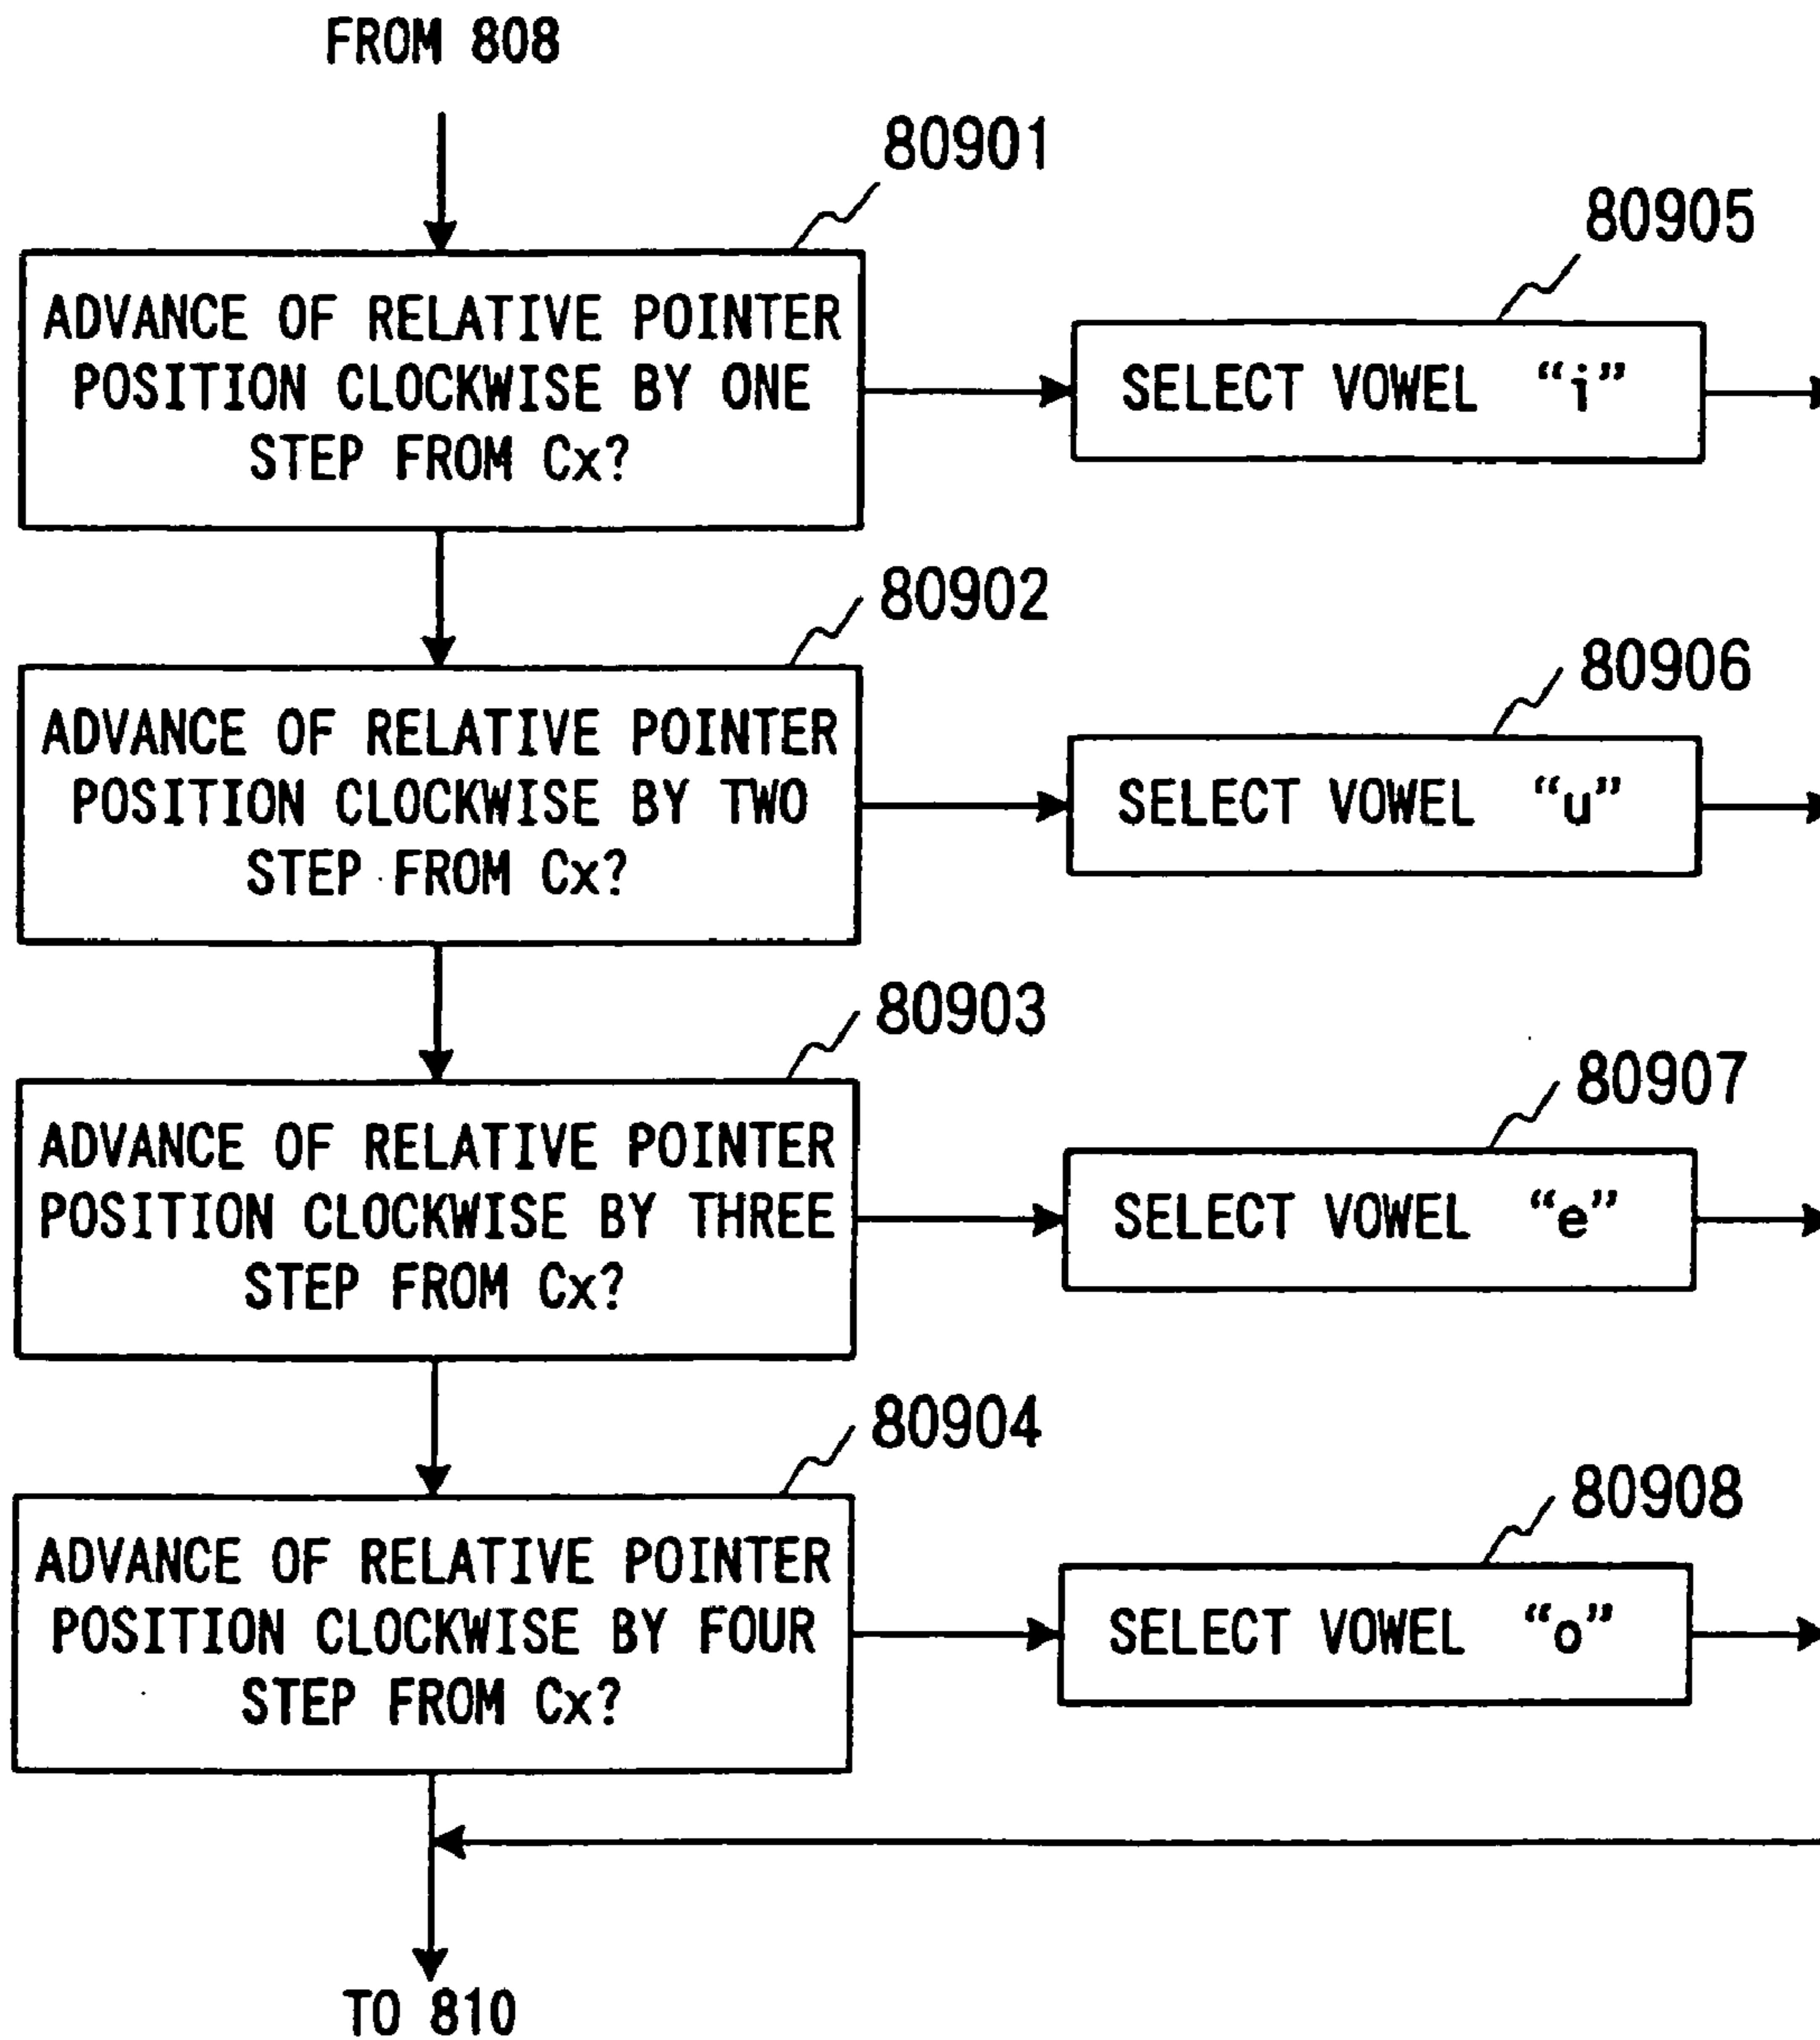 FROM 808
80901
ADVANCE OF RELATIVE POINTER
POSITION CLOCKWISE BY ONE
STEP FROM Cx?
80905
SELECT VOWEL "i"
80902
ADVANCE OF RELATIVE POINTER
POSITION CLOCKWISE BY TWO
STEP FROM Cx?
80906
SELECT VOWEL "u"
80903
ADVANCE OF RELATIVE POINTER
POSITION CLOCKWISE BY THREE
STEP FROM Cx?
80907
SELECT VOWEL "e"
80904
ADVANCE OF RELATIVE POINTER
POSITION CLOCKWISE BY FOUR
STEP FROM Cx?
80908
SELECT VOWEL "o"
TO 810